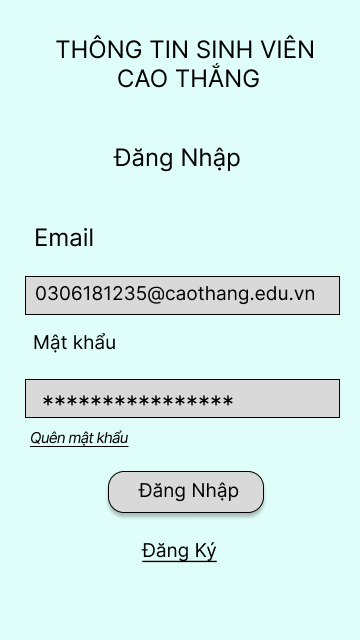 THÔNG TIN SINH VIÊN
CAO THẮNG
Đăng Nhập
Email
0306181235@caothang.edu.vn
Mật khẩu
****************
Quên mật khẩu
Đăng Nhập
Đăng Ký